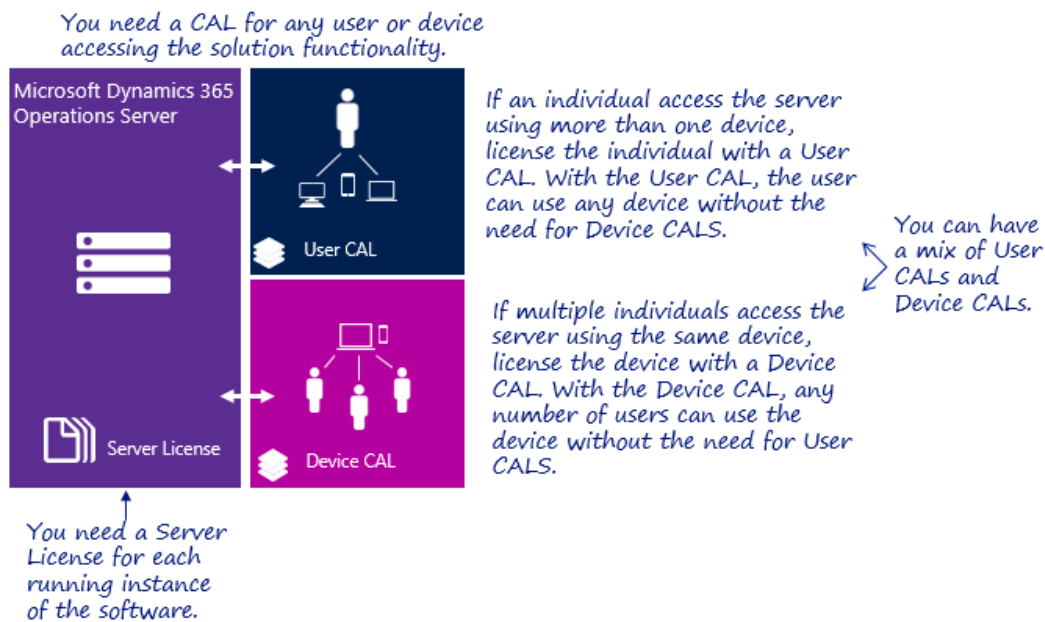 You need a CAL for any user or device
accessing the solution functionality.
Microsoft Dynamics 365
Operations Server
User CAL
If an individual access the server
using more than one device,
license the individual with a User
CAL. With the User CAL, the user
can use any device without the
need for Device CALS.
You can have
a mix of User
CALs and
Device CALs.
If multiple individuals access the
server using the same device,
license the device with a Device
CAL. With the Device CAL, any
number of users can use the
device without the need for User
CALS.
Server License
Device CAL
You need a Server
License for each
running instance
of the software.